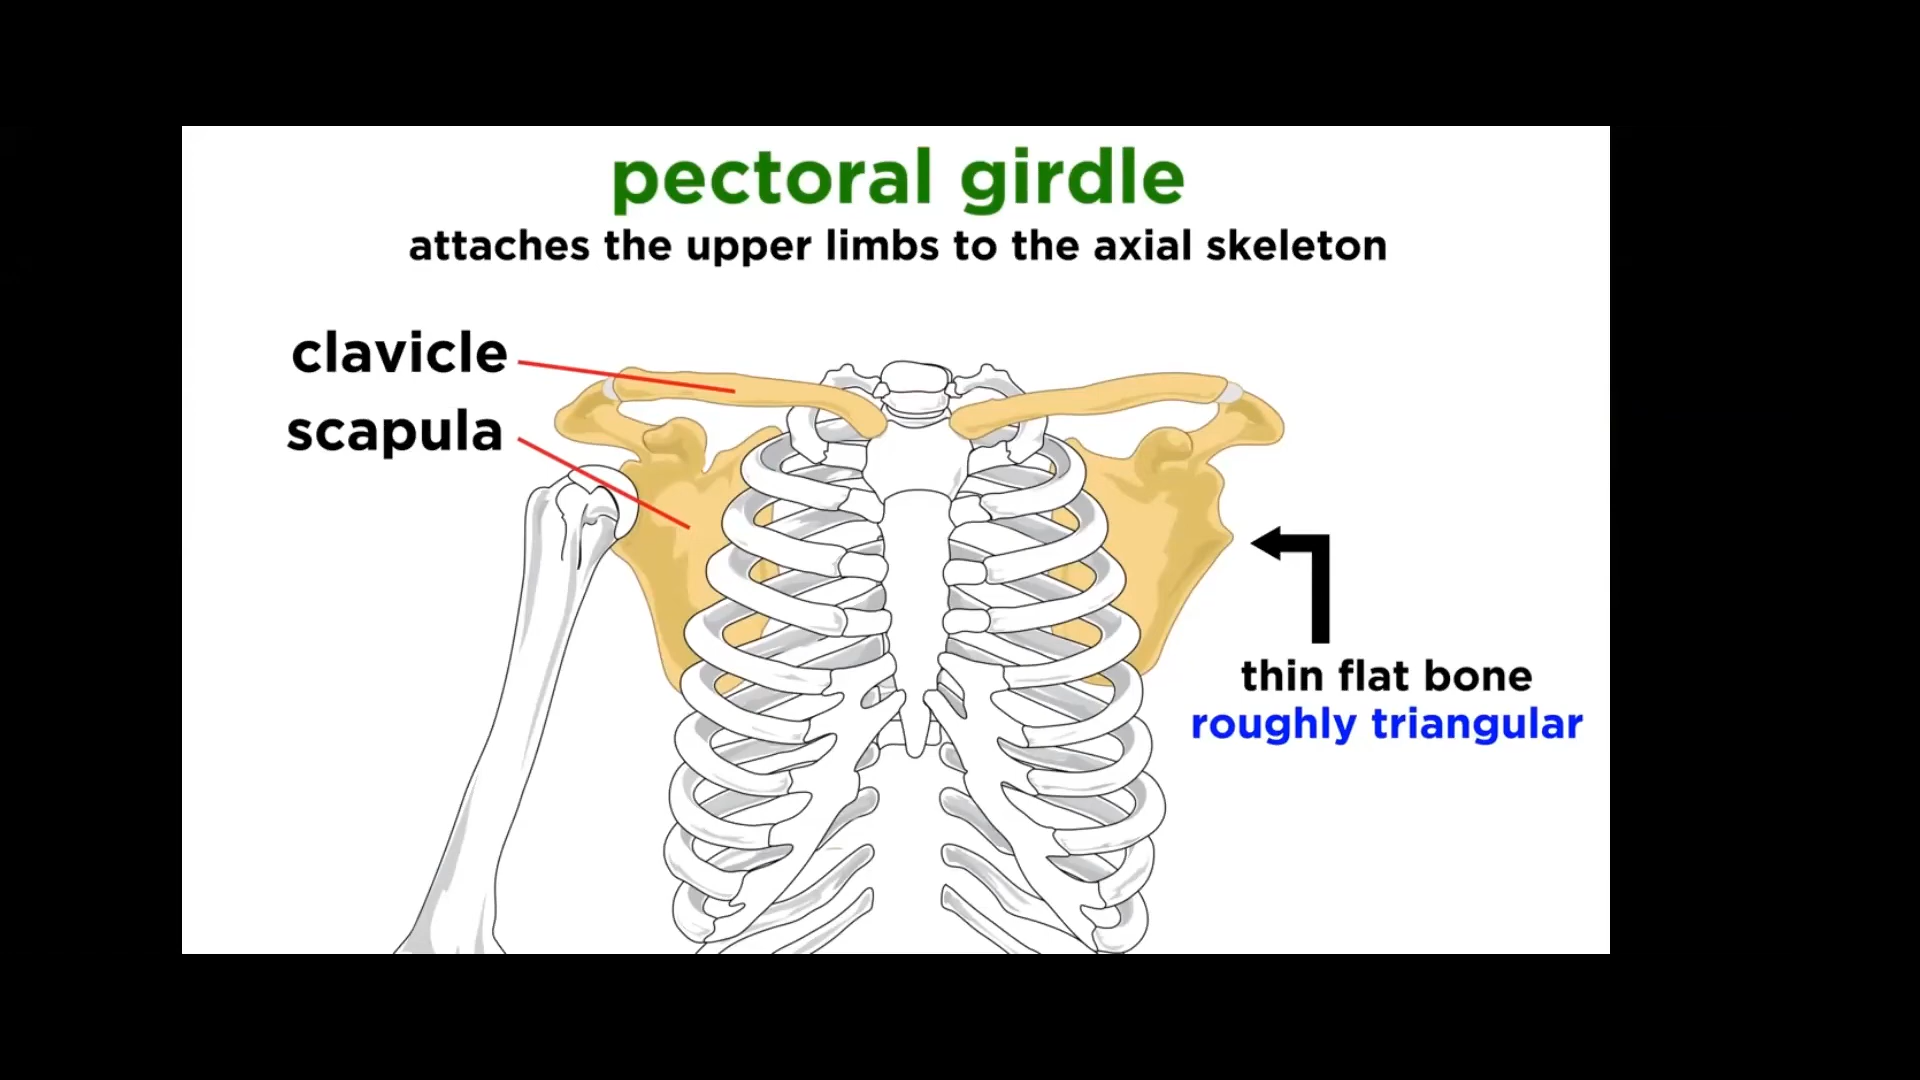 pectoral girdle
attaches the upper limbs to the axial skeleton
clavicle
scapula
thin flat bone
roughly triangular